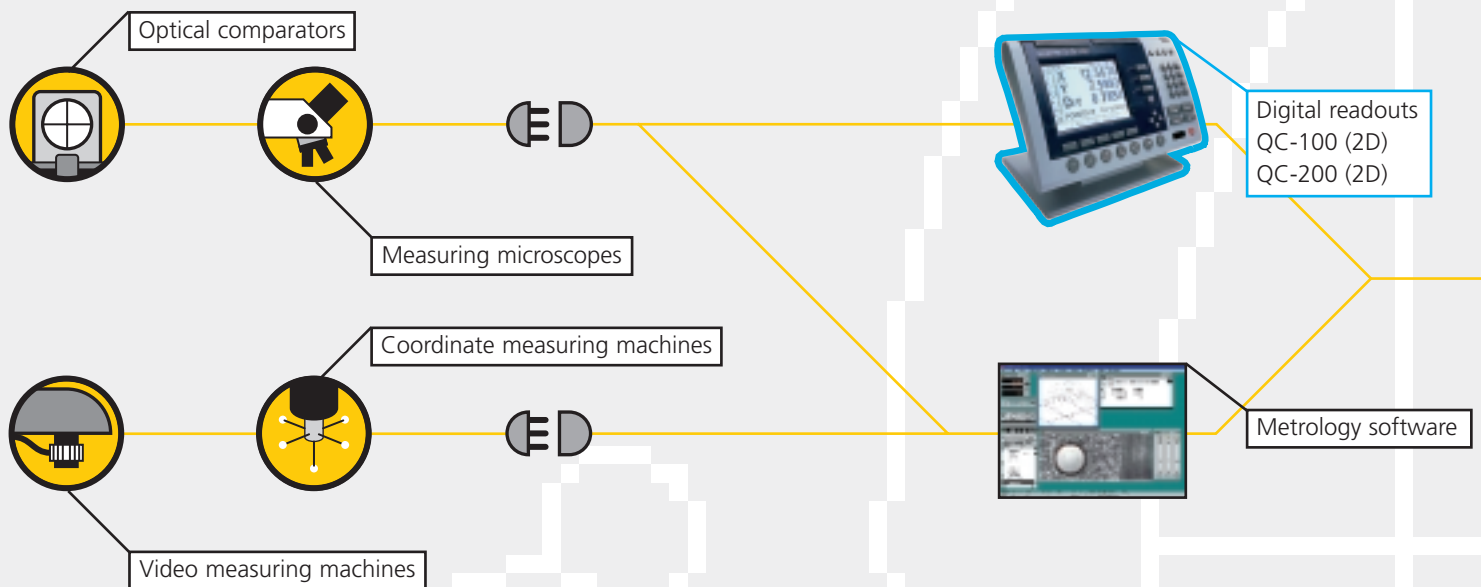 Optical comparators
Digital readouts
QC-100 (2D)
QC-200 (2D)
Measuring microscopes
Coordinate measuring machines
Metrology software
Video measuring machines